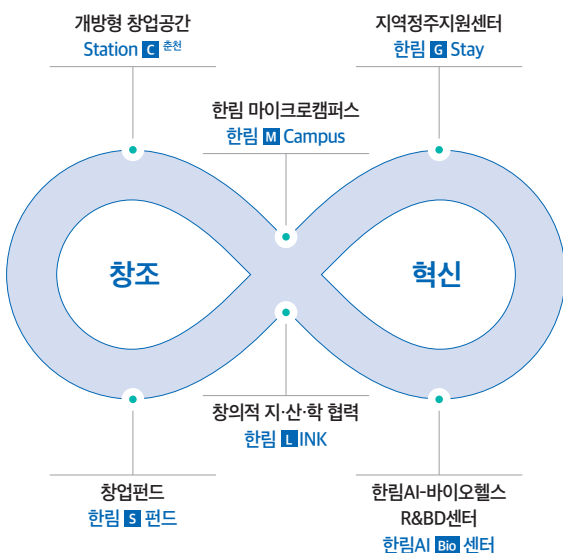 개방형 창업공간
Station C 춘천
지역정주지원센터
한림 G Stay
한림 마이크로캠퍼스
한림 M Campus
창조
혁신
창의적 지·산·학 협력
한림 LINK
창업펀드
한림 S 펀드
한림AI-바이오헬스
R&BD센터
한림AI Bio 센터